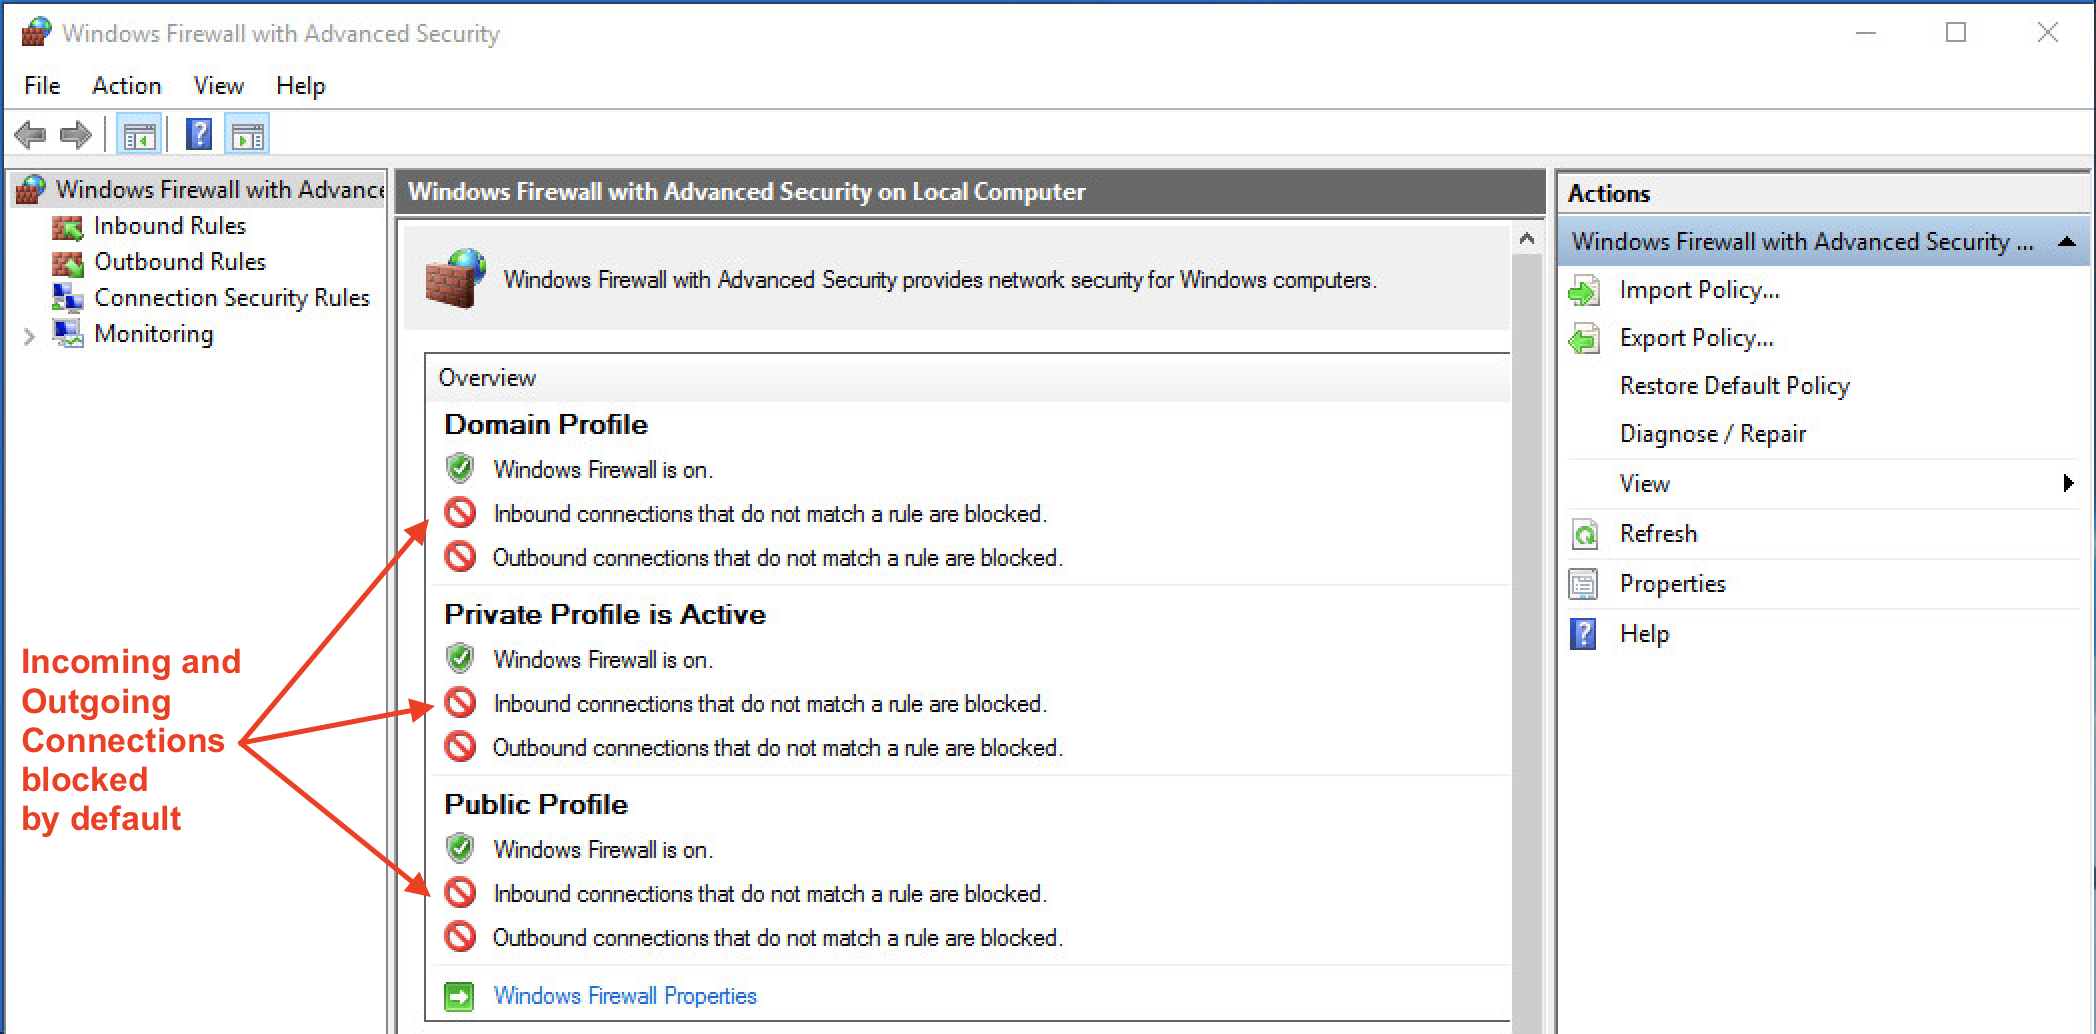 Windows Firewall with Advanced Security
File Action View Help
Windows Firewall with Advance
Inbound Rules
Outbound Rules
Connection Security Rules
Monitoring
Incoming and
Outgoing
Connections
blocked
by default
Windows Firewall with Advanced Security on Local Computer
Windows Firewall with Advanced Security provides network security for Windows computers.
Overview
Domain Profile
Windows Firewall is on.
Inbound connections that do not match a rule are blocked.
Outbound connections that do not match a rule are blocked.
Private Profile is Active
Windows Firewall is on.
Inbound connections that do not match a rule are blocked.
Outbound connections that do not match a rule are blocked.
Public Profile
Windows Firewall is on.
Inbound connections that do not match a rule are blocked.
Outbound connections that do not match a rule are blocked.
Windows Firewall Properties
Actions
Windows Firewall with Advanced Security ...
Import Policy...
Export Policy...
Restore Default Policy
Diagnose / Repair
View
Refresh
Properties
Help